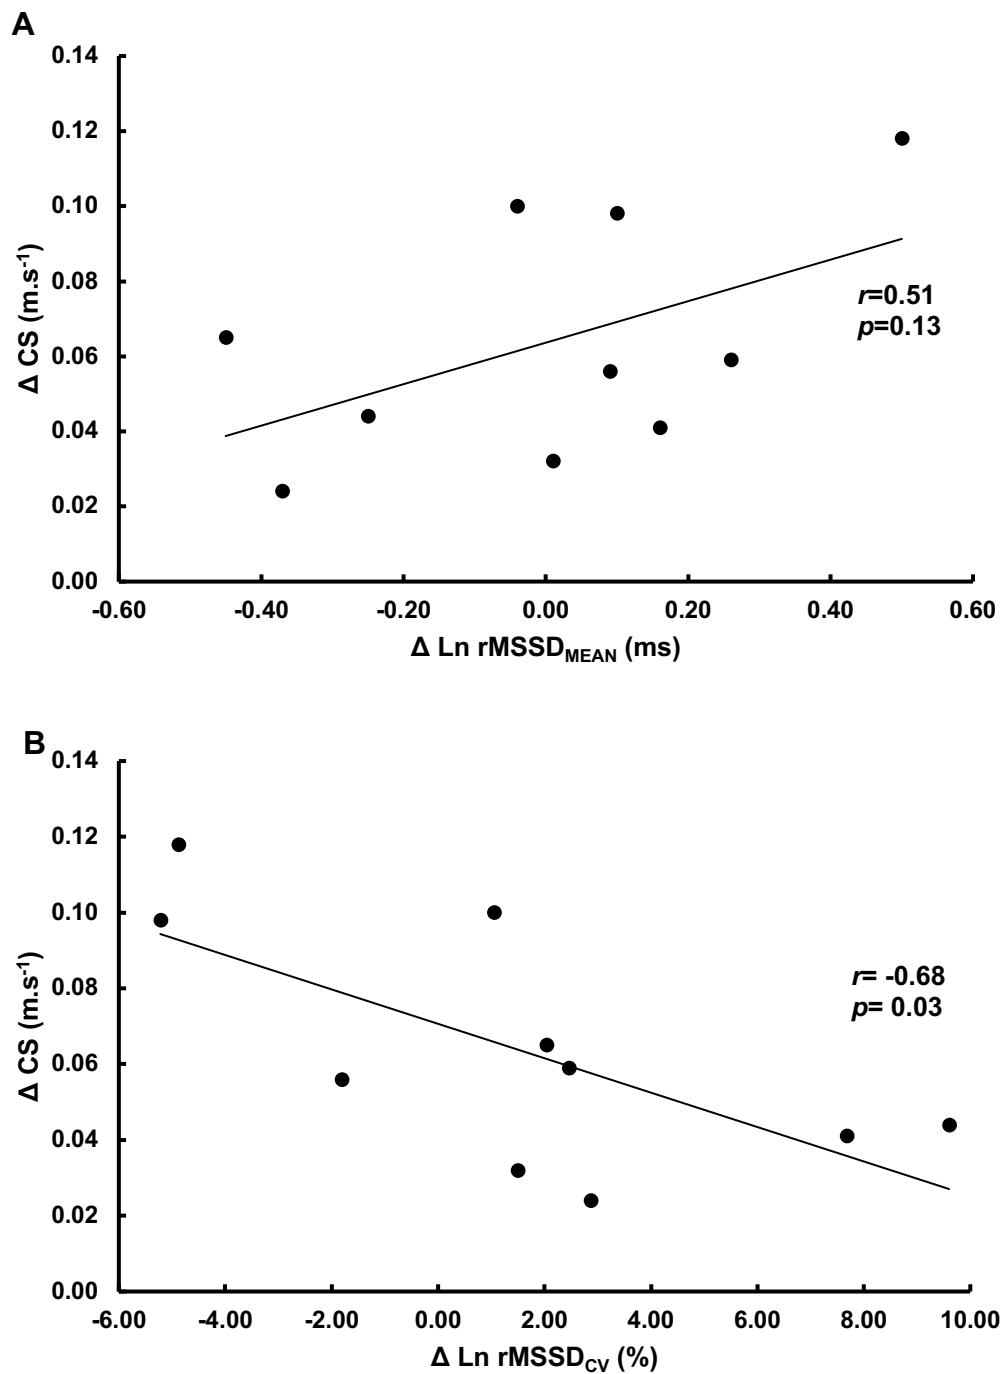 A
0.14
0.12
0.10
0.08
0.06
0.04
0.02
0.00
Δ CS (m.s⁻¹)
r=0.51
p=0.13
-0.60 -0.40 -0.20 0.00 0.20 0.40 0.60
Δ Ln rMSSD_MEAN (ms)
B
0.14
0.12
0.10
0.08
0.06
0.04
0.02
0.00
Δ CS (m.s⁻¹)
r= -0.68
p= 0.03
-6.00 -4.00 -2.00 0.00 2.00 4.00 6.00 8.00 10.00
Δ Ln rMSSD_CV (%)